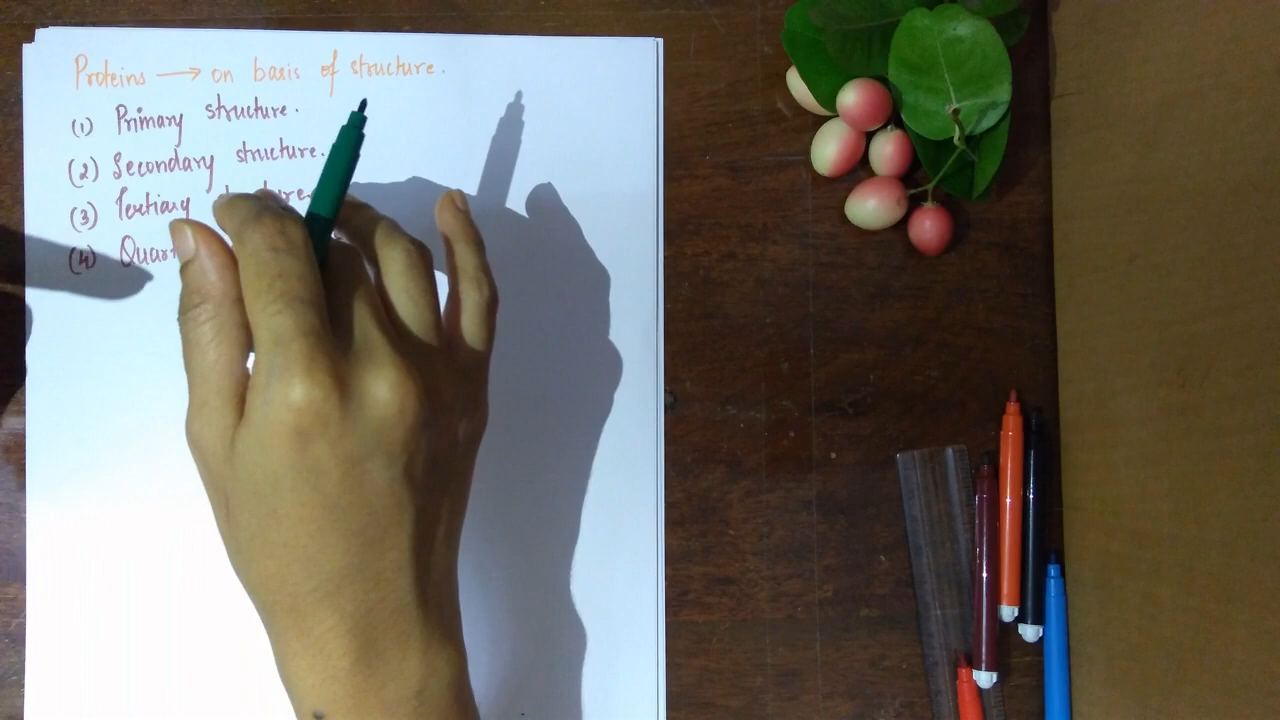 Proteins → on basis of structure.
(1) Primary structure.
(2) Secondary structure.
(3) Tertiary
(4)